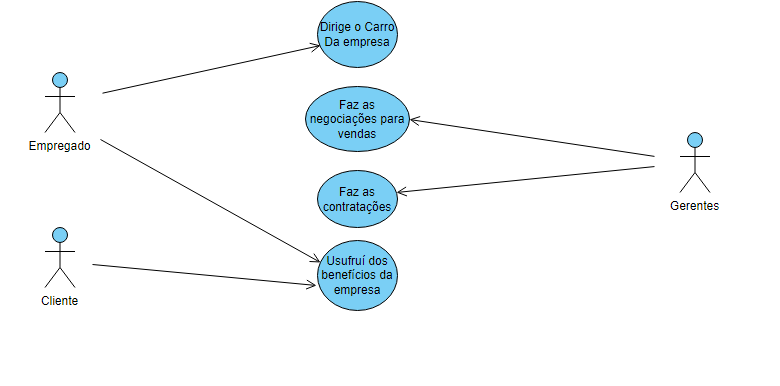 Dirige o Carro
Da empresa
Faz as
negociações para
vendas
Empregado
Faz as
contratações
Gerentes
Usufruí dos
benefícios da
empresa
Cliente